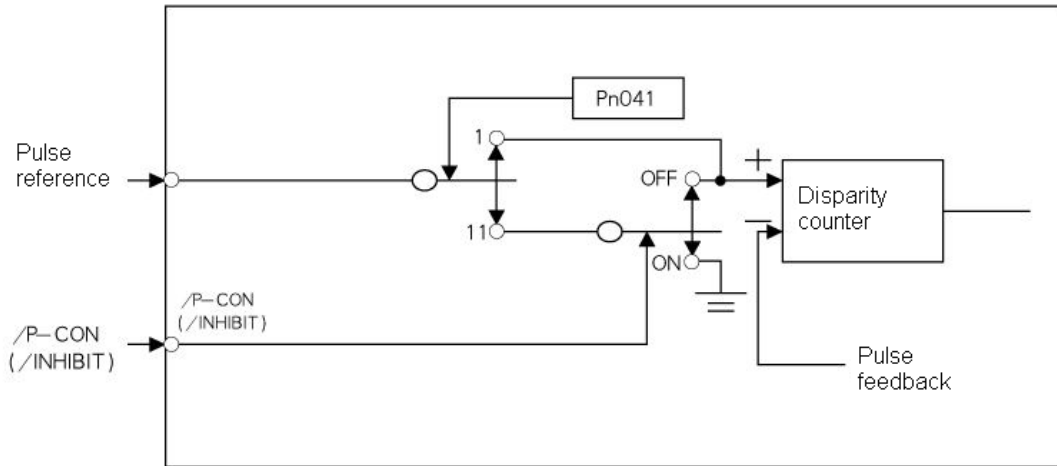 Pn041
1
Pulse
reference
OFF
+
Disparity
counter
11
−
ON
/P−CON
(/INHIBIT)
/P−CON
(/INHIBIT)
Pulse
feedback